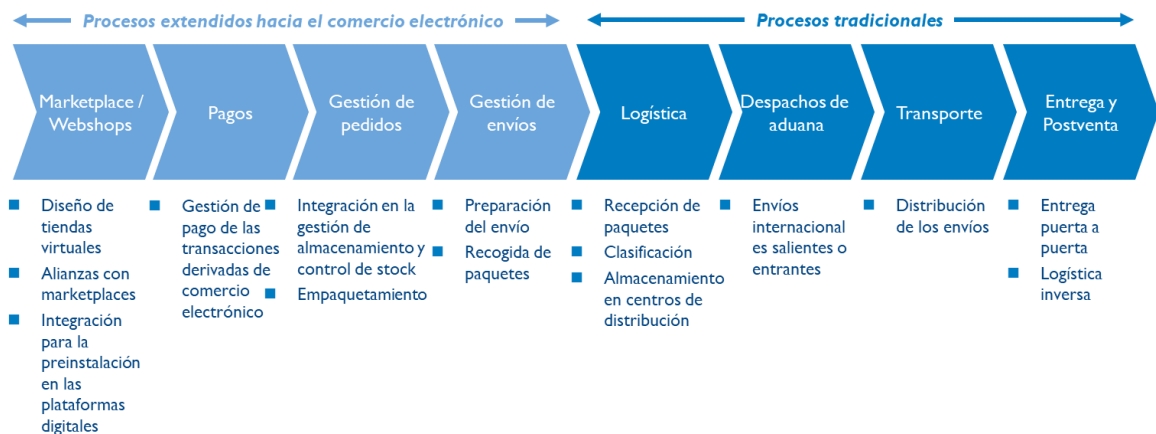 Procesos extendidos hacia el comercio electrónico
Procesos tradicionales
Marketplace /
Webshops
Pagos
Gestión de
pedidos
Gestión de
envíos
Logística
Despachos de
aduana
Transporte
Entrega y
Postventa
Diseño de
tiendas
virtuales
Alianzas con
marketplaces
Integración
para la
preinstalación
en las
plataformas
digitales
Gestión de
pago de las
transacciones
derivadas de
comercio
electrónico
Integración en la
gestión de
almacenamiento y
control de stock
Empaquetamiento
Preparación
del envío
Recogida de
paquetes
Recepción de
paquetes
Clasificación
Almacenamiento
en centros de
distribución
Envíos
internacional
es salientes o
entrantes
Distribución
de los envíos
Entrega
puerta a
puerta
Logística
inversa